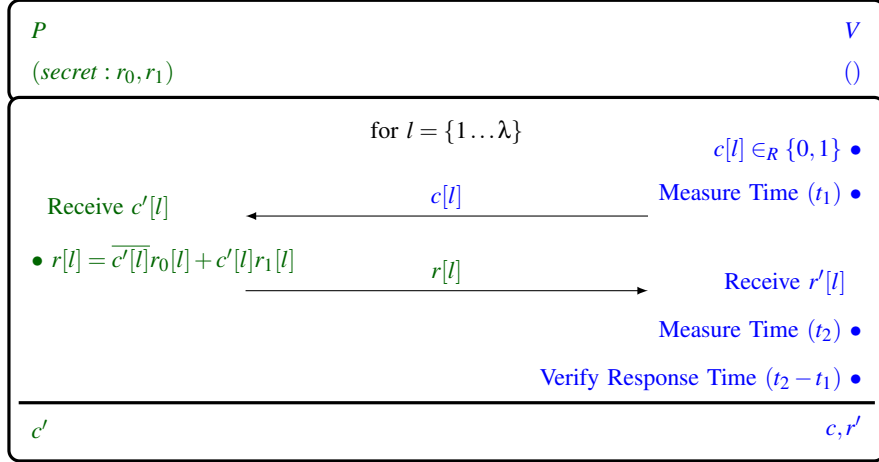 P V
(secret : r₀, r₁) ()
for l = {1…λ}
c[l] ∈R {0,1} •
Measure Time (t₁) •
c[l]
Receive c′[l]
• r[l] = \overline{c′[l]}r₀[l] + c′[l]r₁[l]
r[l]
Receive r′[l]
Measure Time (t₂) •
Verify Response Time (t₂ − t₁) •
c′ c, r′